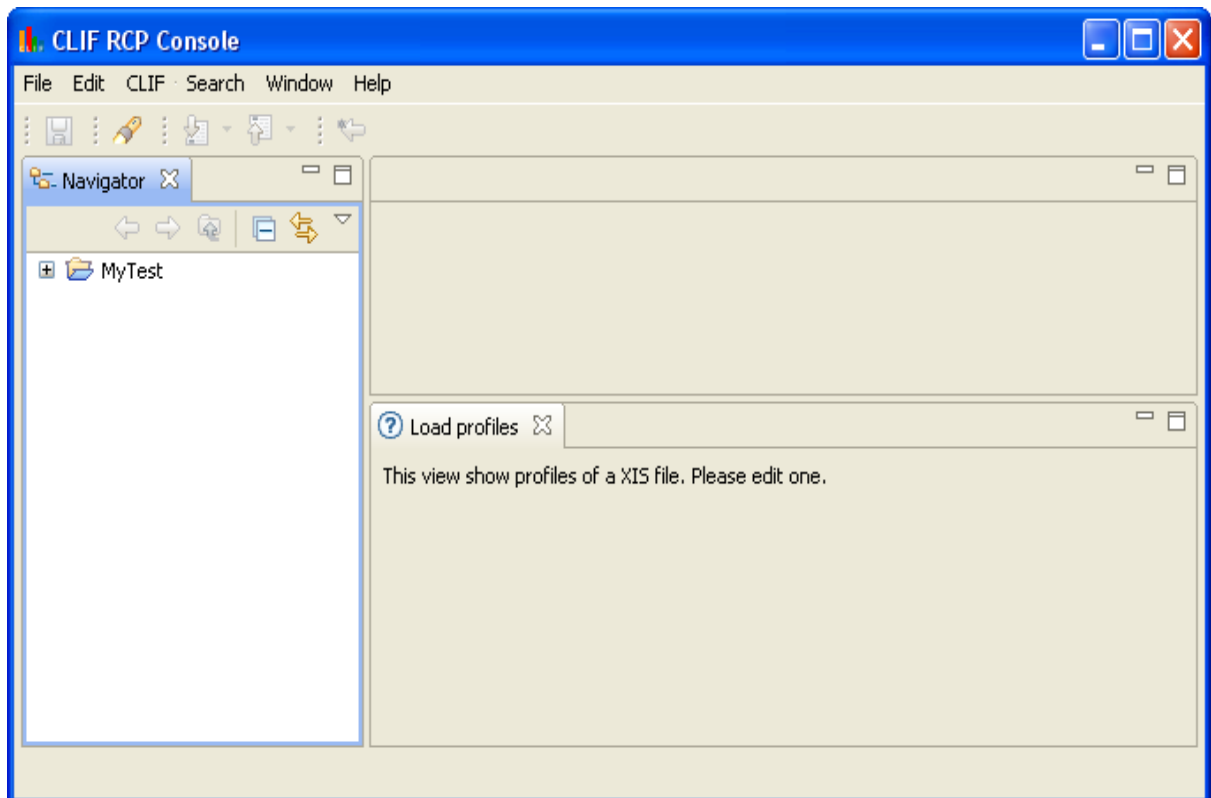 CLIF RCP Console
File Edit CLIF Search Window Help
Navigator
MyTest
Load profiles
This view show profiles of a XIS file. Please edit one.